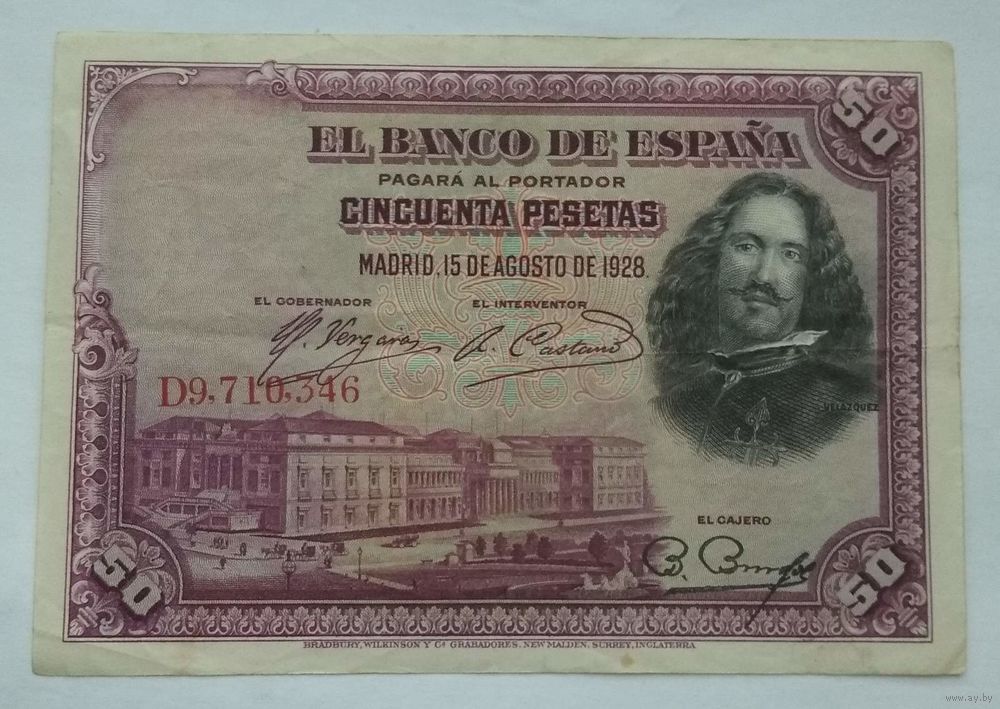 50
EL BANCO DE ESPAÑA
PAGARÁ AL PORTADOR
CINCUENTA PESETAS
MADRID, 15 DE AGOSTO DE 1928.
EL GOBERNADOR
EL INTERVENTOR
Vergara
A. Castano
D9,710,346
VELAZQUEZ
EL CAJERO
50
50
BRADBURY, WILKINSON Y Cª GRABADORES. NEW MALDEN, SURREY, INGLATERRA
www.ay.by